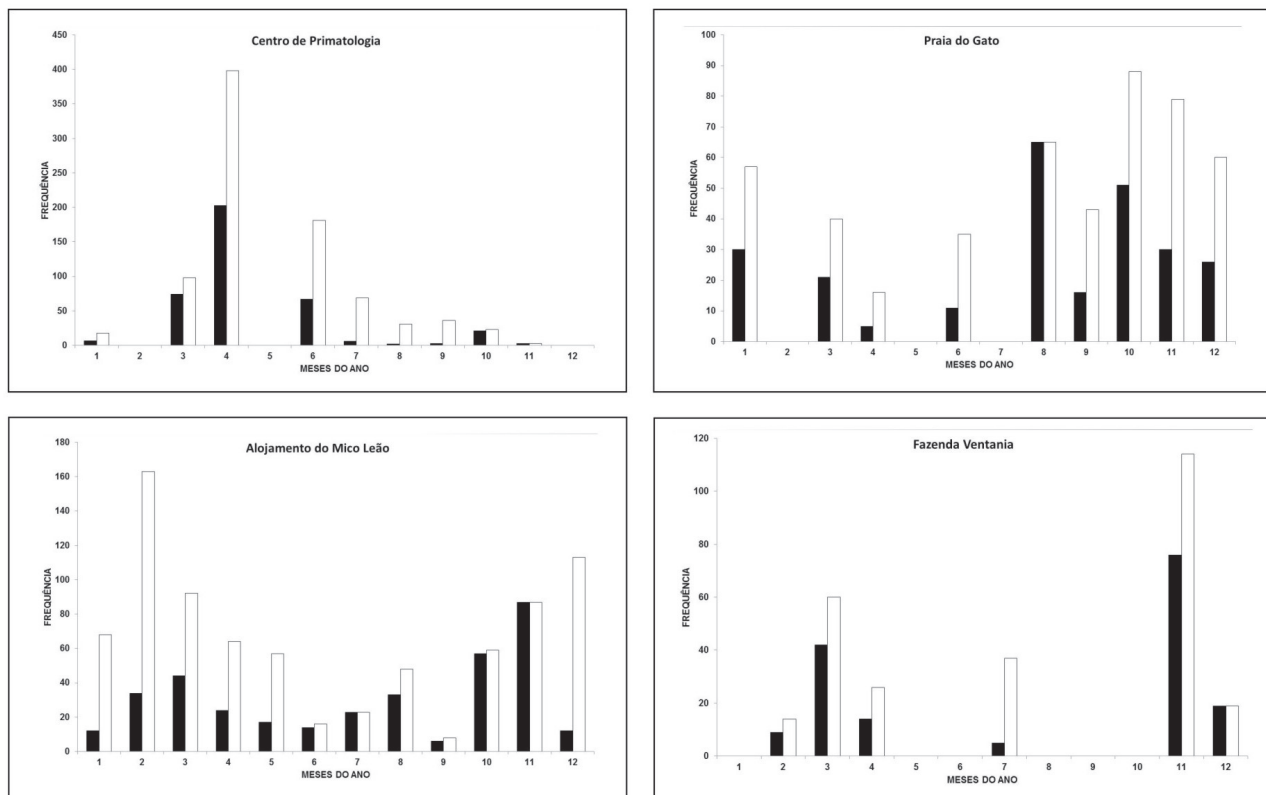 Centro de Primatologia
450
400
350
300
250
200
150
100
50
0
FREQUÊNCIA
1 2 3 4 5 6 7 8 9 10 11 12
MESES DO ANO
Praia do Gato
100
90
80
70
60
50
40
30
20
10
0
FREQUÊNCIA
1 2 3 4 5 6 7 8 9 10 11 12
MESES DO ANO
Alojamento do Mico Leão
180
160
140
120
100
80
60
40
20
0
FREQUÊNCIA
1 2 3 4 5 6 7 8 9 10 11 12
MESES DO ANO
Fazenda Ventania
120
100
80
60
40
20
0
FREQUÊNCIA
1 2 3 4 5 6 7 8 9 10 11 12
MESES DO ANO